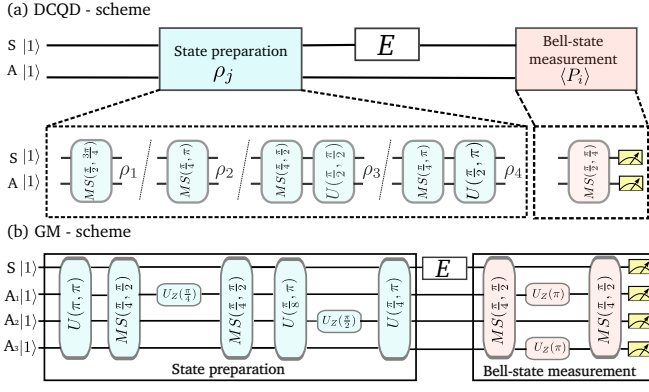 (a) DCQD - scheme
S |1⟩
A |1⟩
State preparation
ρ_j
E
Bell-state
measurement
⟨P_i⟩
S |1⟩
A |1⟩
MS(π/2, 3π/4)
ρ_1
MS(π/4, π)
ρ_2
MS(π/4, π/2)
U(π/2, π/2)
ρ_3
MS(π/4, π)
U(π/2, π)
ρ_4
MS(π/2, π/4)
(b) GM - scheme
S |1⟩
A_1|1⟩
A_2|1⟩
A_3|1⟩
U(π, π)
MS(π/4, π/2)
U_Z(π/4)
MS(π/4, π/2)
U(π/8, π)
U_Z(π/2)
U(π/4, π)
E
MS(π/4, π/2)
U_Z(π)
U_Z(π)
MS(π/4, π/2)
State preparation
Bell-state measurement